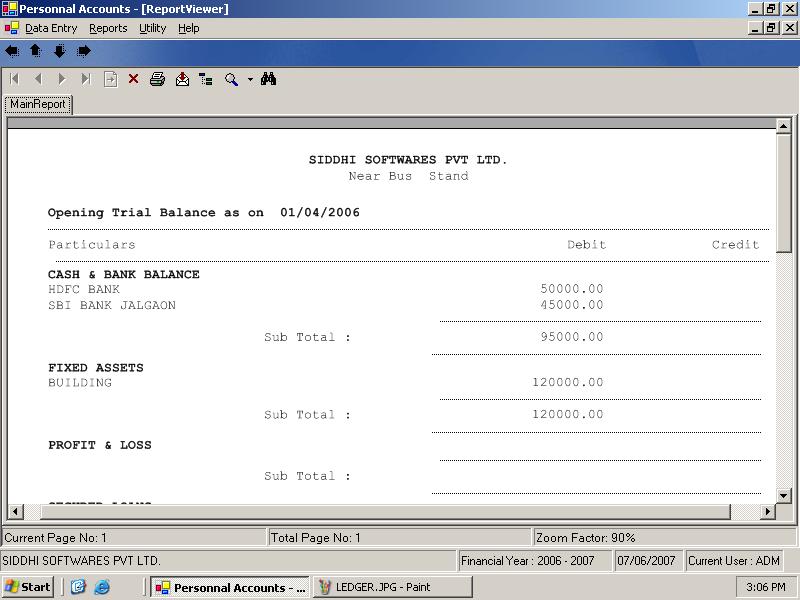 Personnal Accounts - [ReportViewer]
Data Entry Reports Utility Help
MainReport
SIDDHI SOFTWARES PVT LTD.
Near Bus Stand
Opening Trial Balance as on 01/04/2006
Particulars Debit Credit
CASH & BANK BALANCE
HDFC BANK 50000.00
SBI BANK JALGAON 45000.00
Sub Total : 95000.00
FIXED ASSETS
BUILDING 120000.00
Sub Total : 120000.00
PROFIT & LOSS
Sub Total :
Current Page No: 1 Total Page No: 1 Zoom Factor: 90%
SIDDHI SOFTWARES PVT LTD. Financial Year : 2006 - 2007 07/06/2007 Current User : ADM
Start Personnal Accounts - ... LEDGER.JPG - Paint 3:06 PM